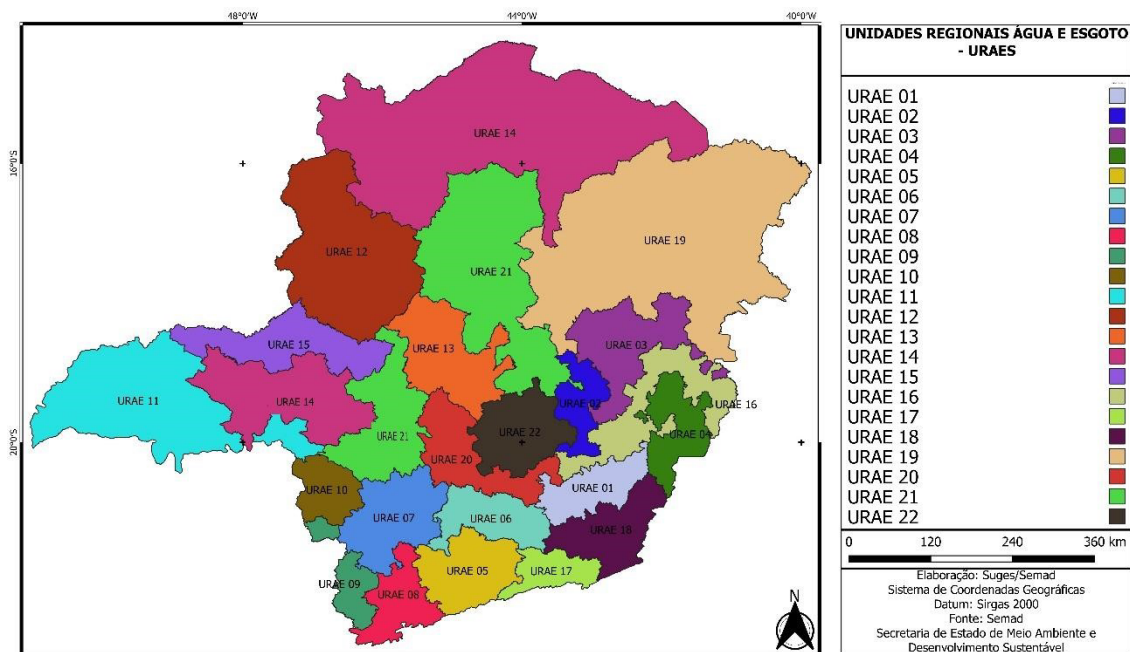 48°0'S
44°0'S
40°0'S
16°0'S
20°0'S
URAE 14
URAE 19
URAE 12
URAE 21
URAE 15
URAE 13
URAE 03
URAE 11
URAE 14
URAE 02
URAE 16
URAE 21
URAE 22
URAE 04
URAE 20
URAE 10
URAE 01
URAE 07
URAE 06
URAE 18
URAE 09
URAE 05
URAE 17
URAE 08
N
UNIDADES REGIONAIS ÁGUA E ESGOTO
- URAES
URAE 01
URAE 02
URAE 03
URAE 04
URAE 05
URAE 06
URAE 07
URAE 08
URAE 09
URAE 10
URAE 11
URAE 12
URAE 13
URAE 14
URAE 15
URAE 16
URAE 17
URAE 18
URAE 19
URAE 20
URAE 21
URAE 22
0 120 240 360 km
Elaboração: Suges/Semad
Sistema de Coordenadas Geográficas
Datum: Sirgas 2000
Fonte: Semad
Secretaria de Estado de Meio Ambiente e
Desenvolvimento Sustentável